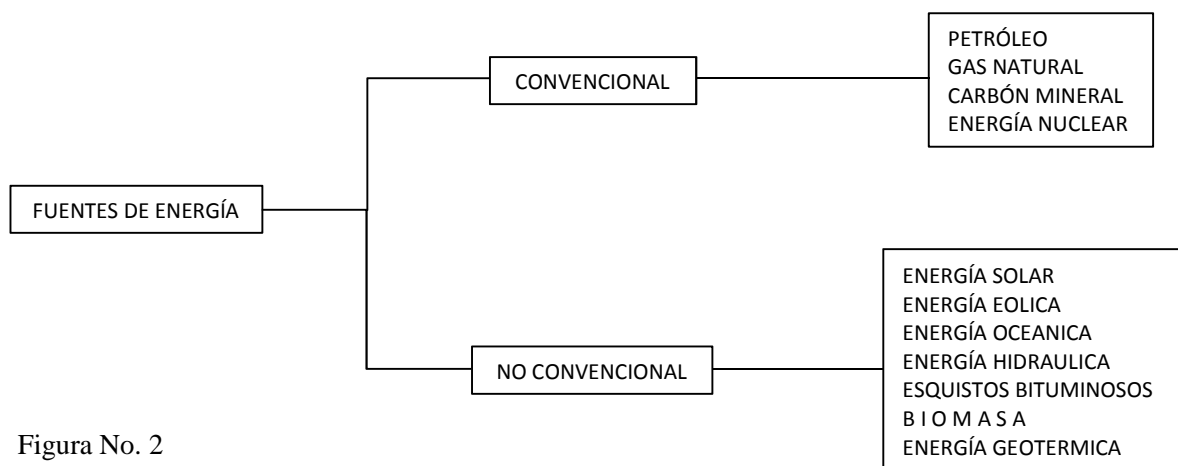 PETRÓLEO
GAS NATURAL
CARBÓN MINERAL
ENERGÍA NUCLEAR
CONVENCIONAL
FUENTES DE ENERGÍA
ENERGÍA SOLAR
ENERGÍA EOLICA
ENERGÍA OCEANICA
ENERGÍA HIDRAULICA
ESQUISTOS BITUMINOSOS
B I O M A S A
ENERGÍA GEOTERMICA
NO CONVENCIONAL
Figura No. 2